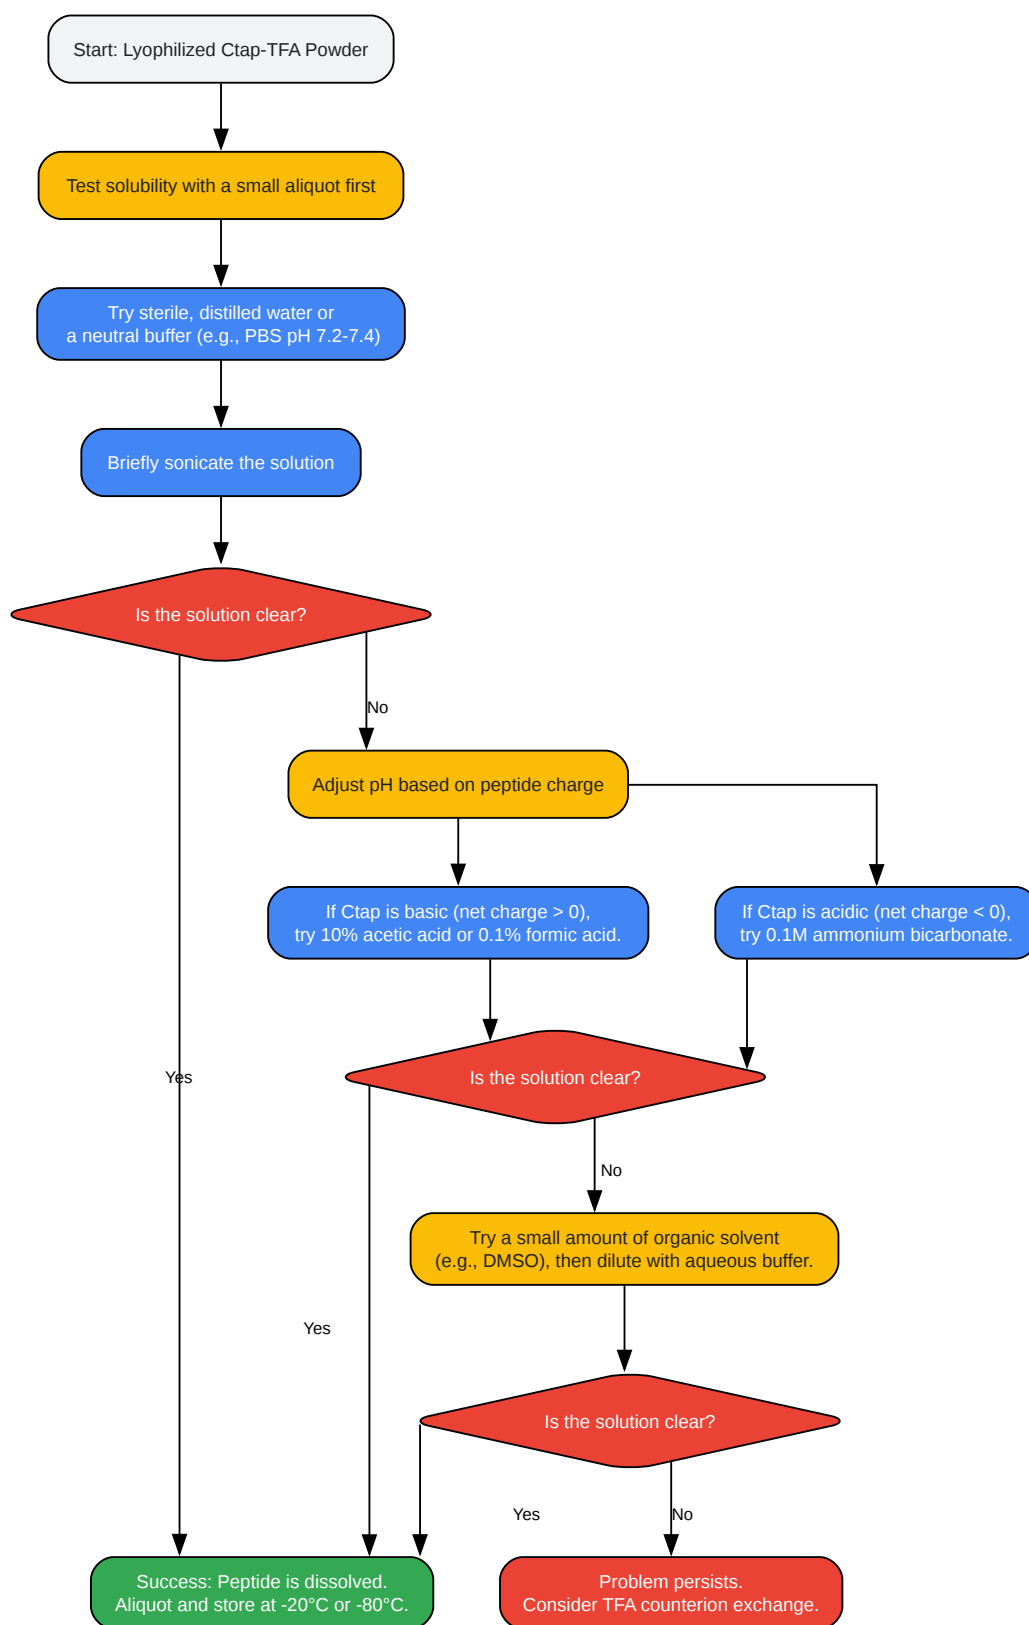 Start: Lyophilized Ctap-TFA Powder
Test solubility with a small aliquot first
Try sterile, distilled water or
a neutral buffer (e.g., PBS pH 7.2-7.4)
Briefly sonicate the solution
Is the solution clear?
No
Adjust pH based on peptide charge
If Ctap is basic (net charge > 0),
try 10% acetic acid or 0.1% formic acid.
If Ctap is acidic (net charge < 0),
try 0.1M ammonium bicarbonate.
Yes
Is the solution clear?
No
Try a small amount of organic solvent
(e.g., DMSO), then dilute with aqueous buffer.
Yes
Is the solution clear?
Yes
No
Success: Peptide is dissolved.
Aliquot and store at -20°C or -80°C.
Problem persists.
Consider TFA counterion exchange.